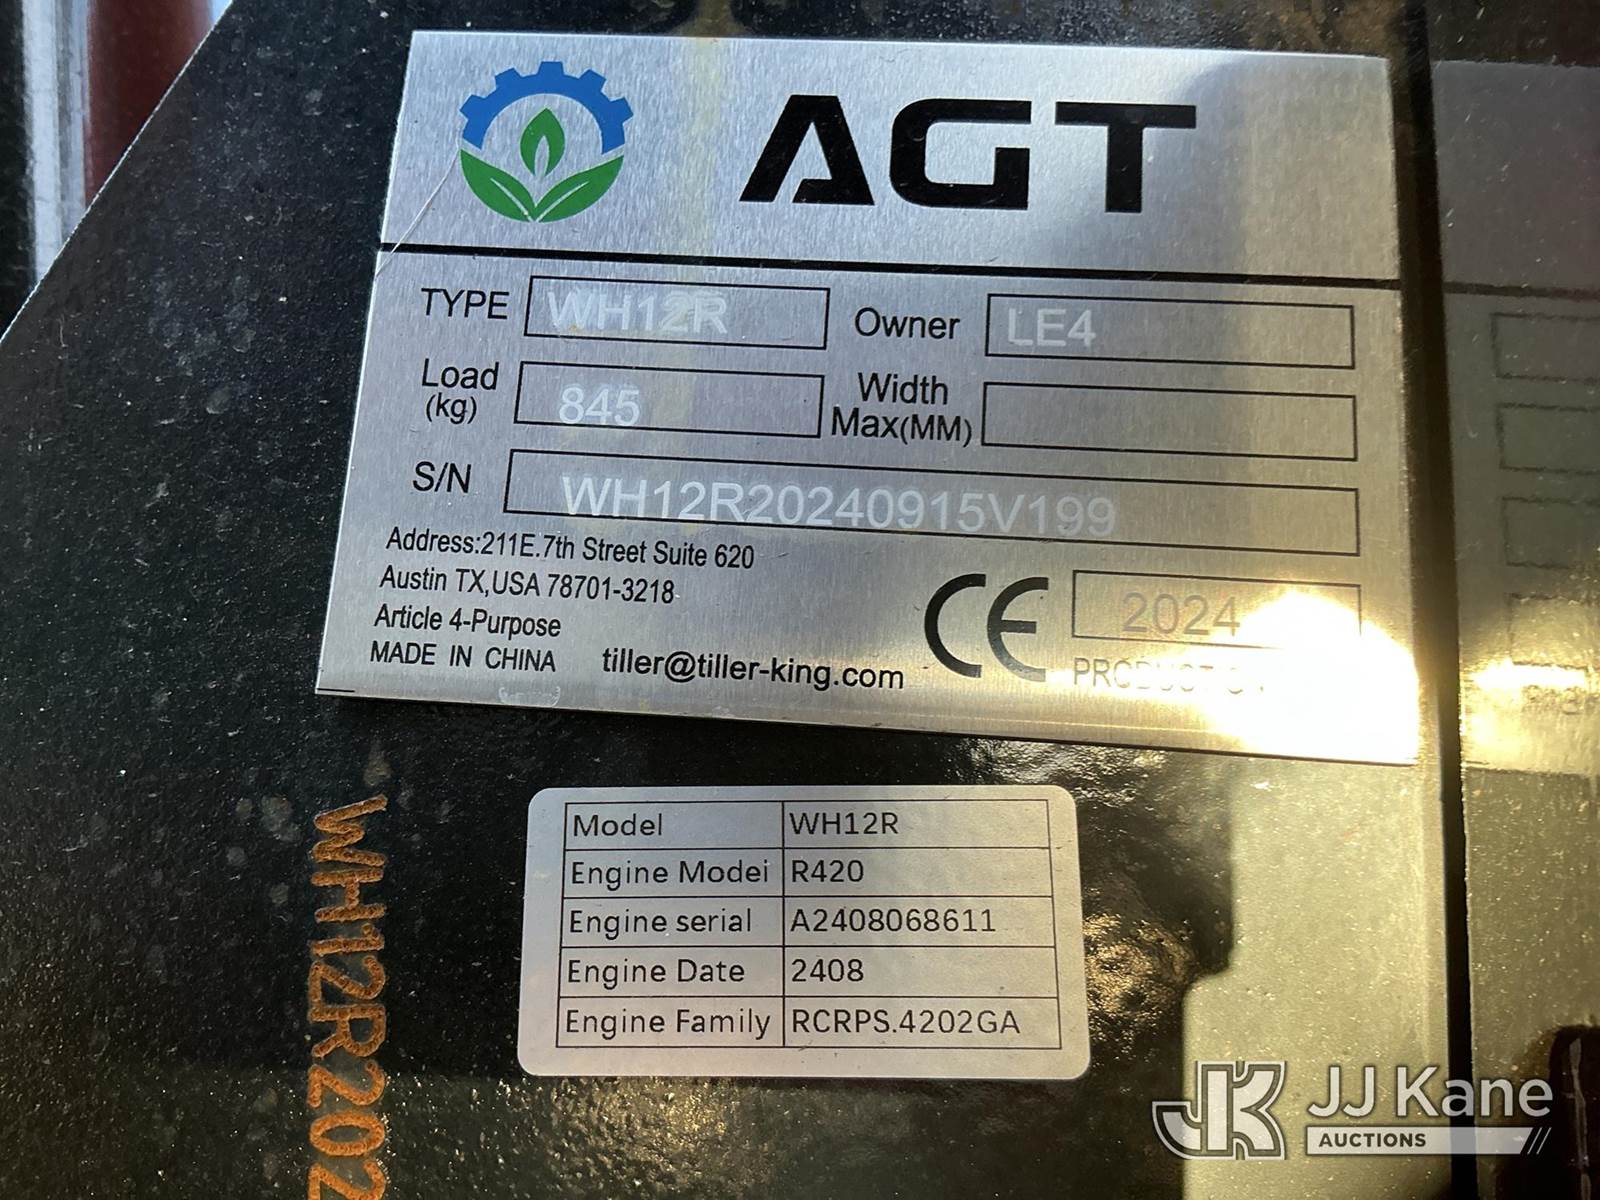 AGT
TYPE WH12R Owner LE4
Load (kg) 845 Width Max(MM)
S/N WH12R20240915V199
Address:211E.7th Street Suite 620
Austin TX,USA 78701-3218
Article 4-Purpose
MADE IN CHINA tiller@tiller-king.com
CE 2024
Model WH12R
Engine Modei R420
Engine serial A2408068611
Engine Date 2408
Engine Family RCRPS.4202GA
WH12R202
JK JJ Kane
AUCTIONS